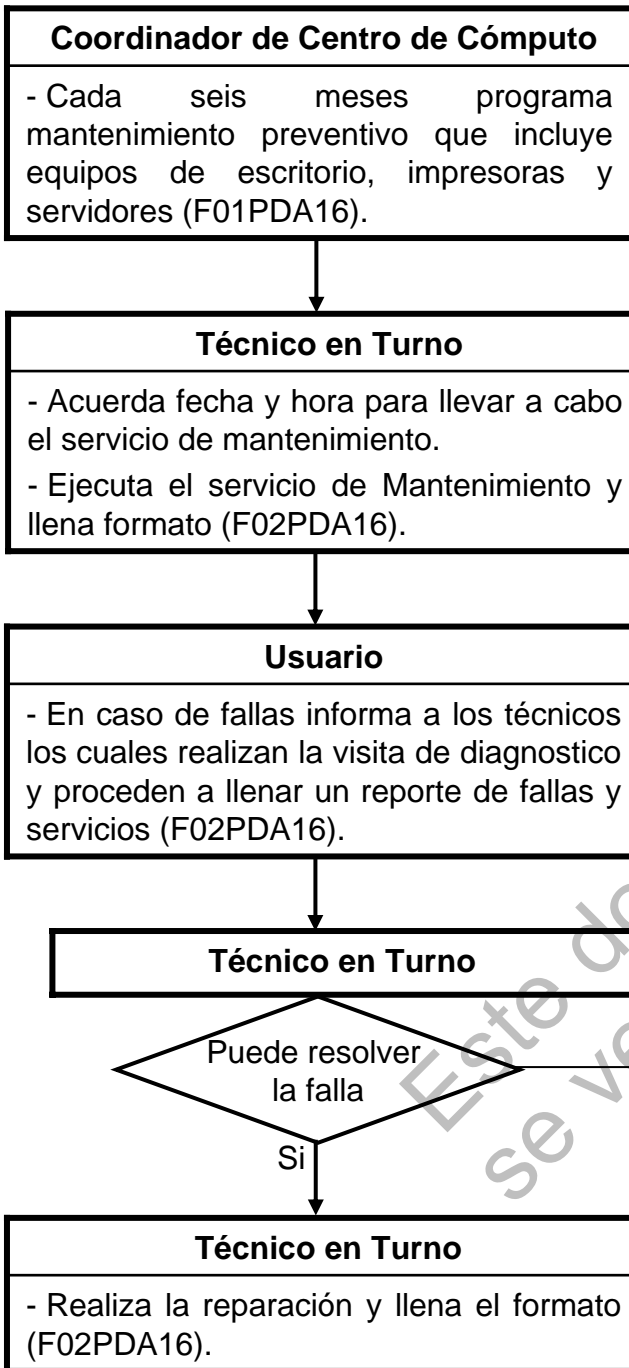 Coordinador de Centro de Cómputo
- Cada seis meses programa
mantenimiento preventivo que incluye
equipos de escritorio, impresoras y
servidores (F01PDA16).
Técnico en Turno
- Acuerda fecha y hora para llevar a cabo
el servicio de mantenimiento.
- Ejecuta el servicio de Mantenimiento y
llena formato (F02PDA16).
Usuario
- En caso de fallas informa a los técnicos
los cuales realizan la visita de diagnostico
y proceden a llenar un reporte de fallas y
servicios (F02PDA16).
Técnico en Turno
Puede resolver
la falla
Si
Técnico en Turno
- Realiza la reparación y llena el formato
(F02PDA16).
Este
se